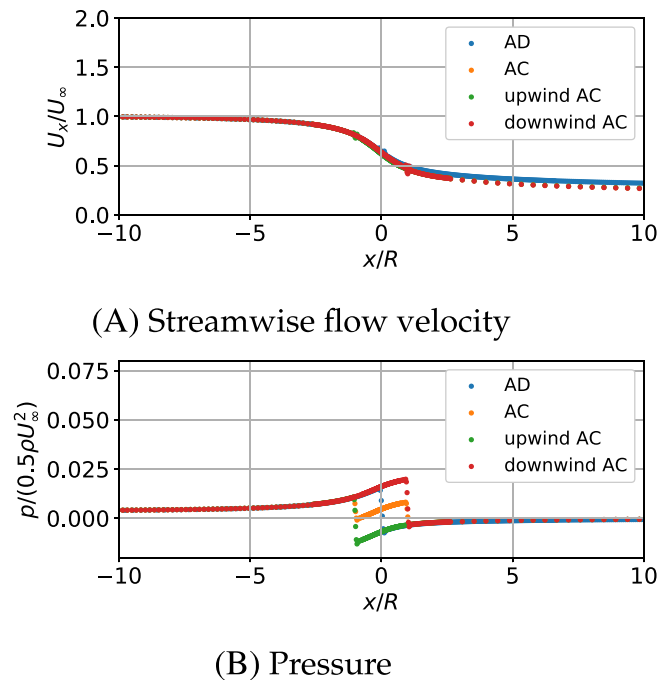 2.0
1.5
1.0
0.5
0.0
U_x/U_∞
AD
AC
upwind AC
downwind AC
−10 −5 0 5 10
x/R
(A) Streamwise flow velocity
0.075
0.050
0.025
0.000
p/(0.5ρU_∞^2)
AD
AC
upwind AC
downwind AC
−10 −5 0 5 10
x/R
(B) Pressure